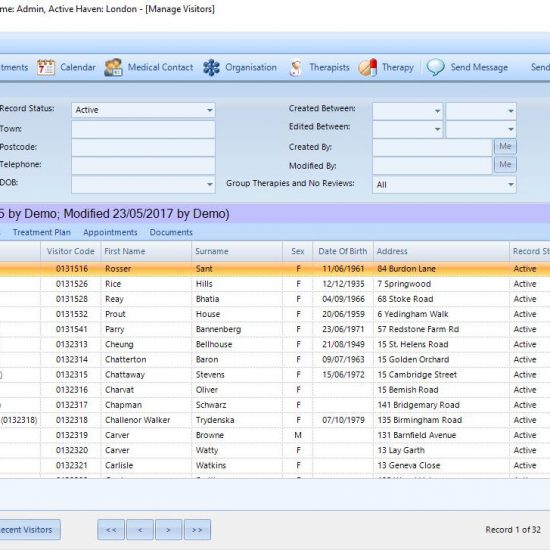 me: Admin, Active Haven: London - [Manage Visitors]
tments Calendar Medical Contact Organisation Therapists Therapy Send Message Send
Record Status: Active Created Between:
Town: Edited Between:
Postcode: Created By: Me
Telephone: Modified By: Me
DOB: Group Therapies and No Reviews: All
5 by Demo; Modified 23/05/2017 by Demo)
s Treatment Plan Appointments Documents
Visitor Code First Name Surname Sex Date Of Birth Address Record St
0131516 Rosser Sant F 11/06/1961 84 Burdon Lane Active
0131526 Rice Hills F 12/12/1935 7 Springwood Active
0131528 Reay Bhatia F 04/09/1966 68 Stoke Road Active
0131532 Prout House F 20/06/1959 6 Yedingham Walk Active
0131541 Parry Bannenberg F 23/06/1971 57 Redstone Farm Rd Active
0132313 Cheung Bellhouse F 21/08/1949 15 St. Helens Road Active
0132314 Chatterton Baron F 09/07/1963 15 Golden Orchard Active
) 0132315 Chattaway Stevens F 15/06/1972 15 Cambridge Street Active
0132316 Charvat Oliver F 15 Bemish Road Active
) 0132317 Chapman Schwarz F 141 Bridgemary Road Active
(0132318) 0132318 Challenor Walker Trydenska F 07/10/1979 135 Birmingham Road Active
0132319 Carver Browne M 131 Barnfield Avenue Active
0132320 Carver Watty F 13 Lay Garth Active
0132321 Carlisle Watkins F 13 Geneva Close Active
ecent Visitors << < > >> Record 1 of 32